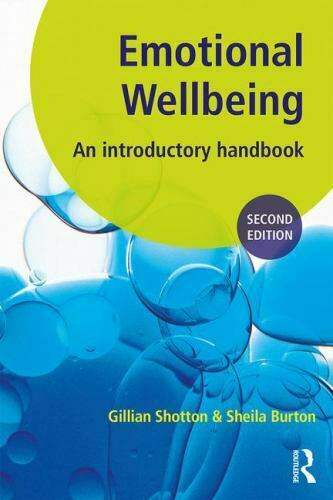 Emotional
Wellbeing
An introductory handbook
SECOND
EDITION
Gillian Shotton & Sheila Burton
ROUTLEDGE